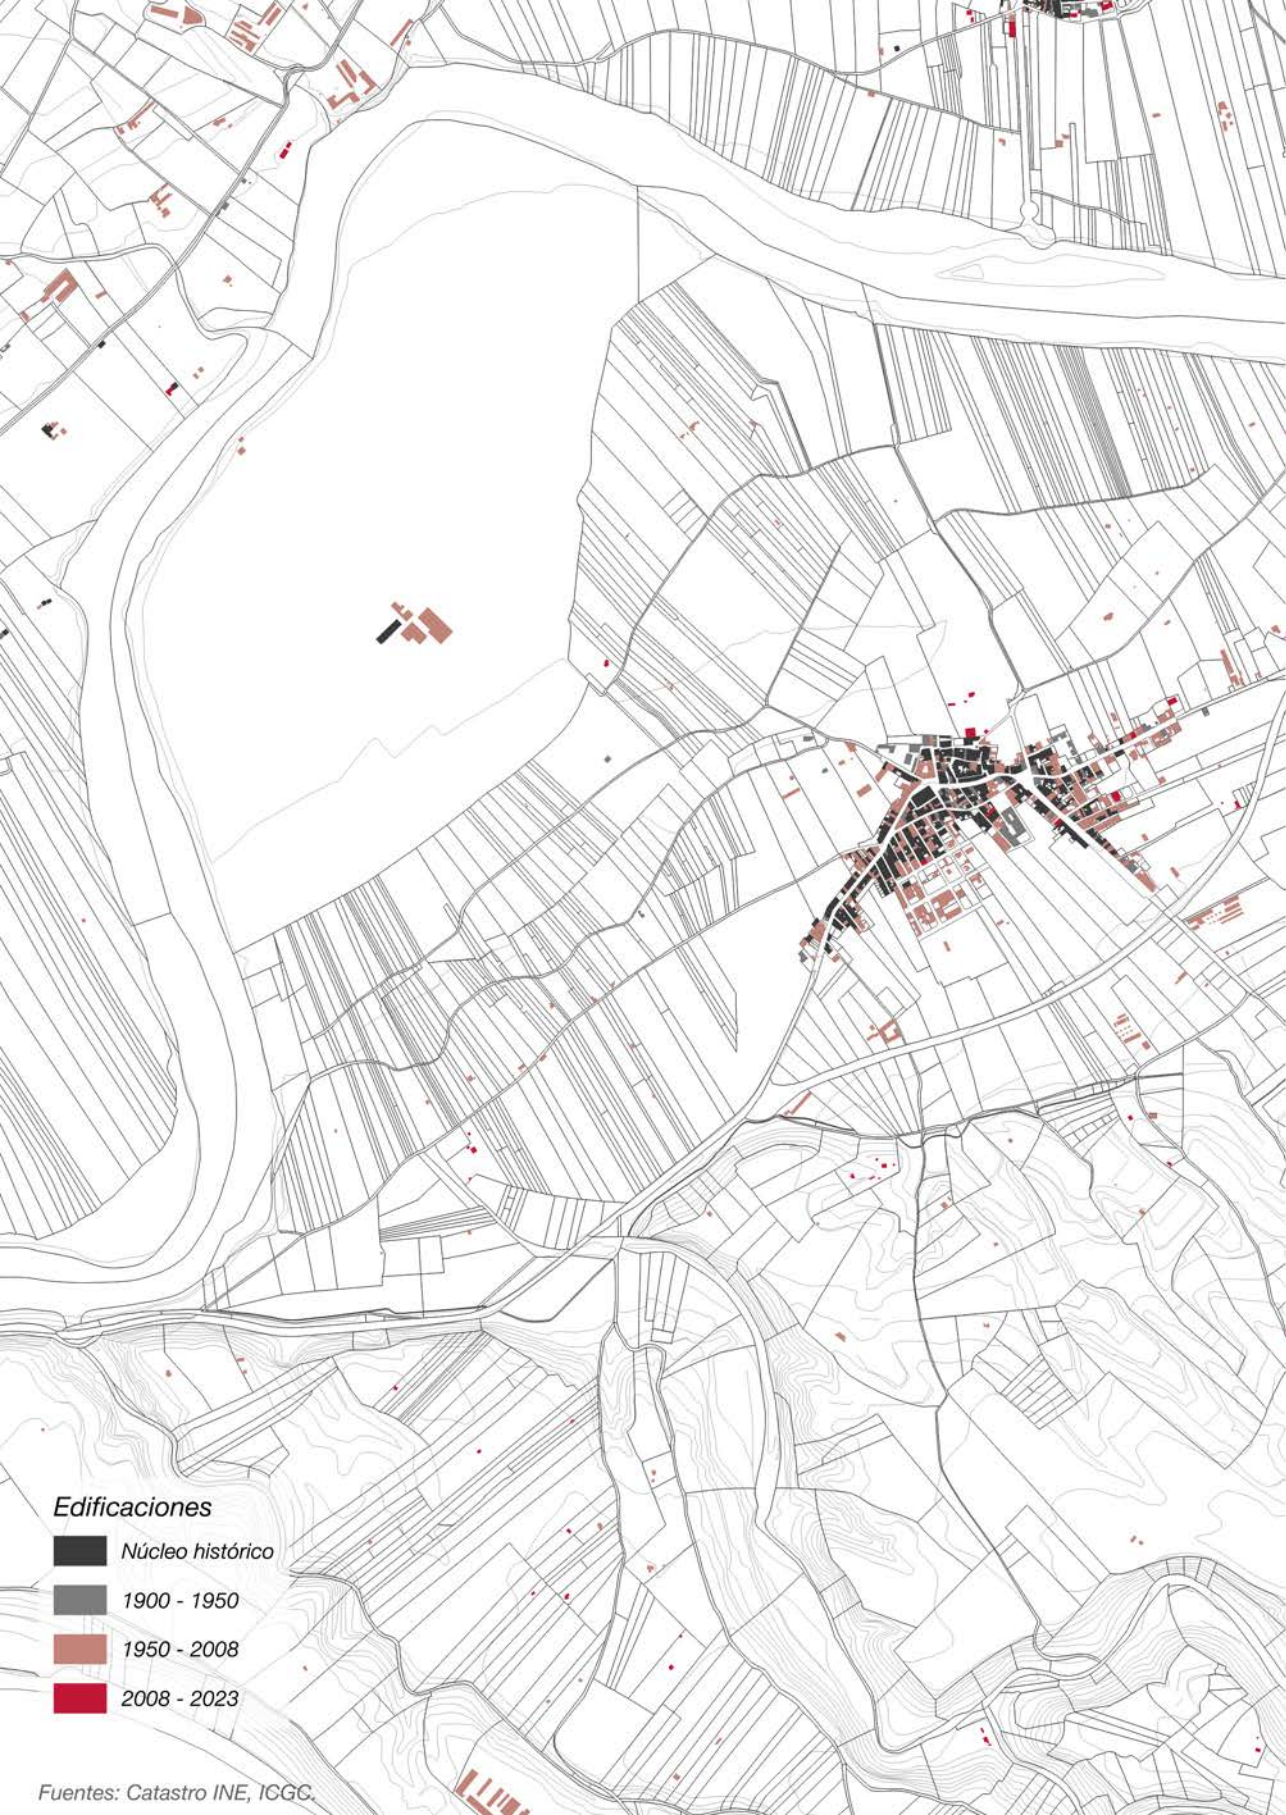 Edificaciones
Núcleo histórico
1900 - 1950
1950 - 2008
2008 - 2023
Fuentes: Catastro INE, ICGC.